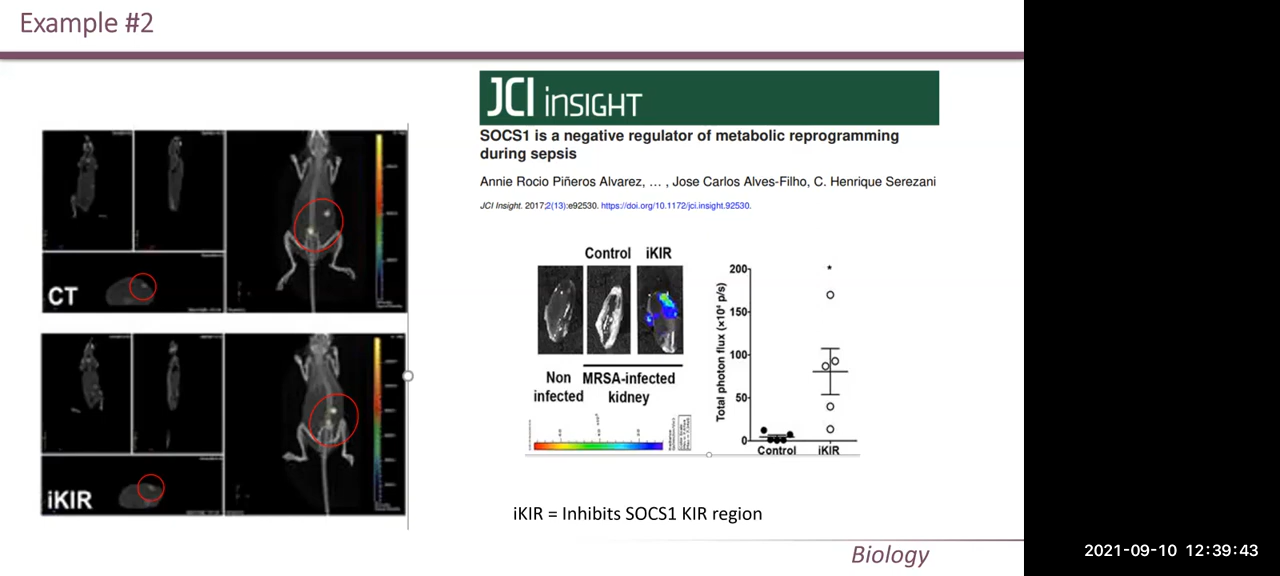 Example #2
JCI insight
SOCS1 is a negative regulator of metabolic reprogramming
during sepsis
Annie Rocio Piñeros Alvarez, … , Jose Carlos Alves-Filho, C. Henrique Serezani
JCI Insight. 2017;2(13):e92530. https://doi.org/10.1172/jci.insight.92530.
CT
iKIR
Control iKIR
Non infected
MRSA-infected kidney
Total photon flux (×10⁴ p/s)
200
150
100
50
0
*
Control iKIR
iKIR = Inhibits SOCS1 KIR region
Biology
2021-09-10 12:39:43